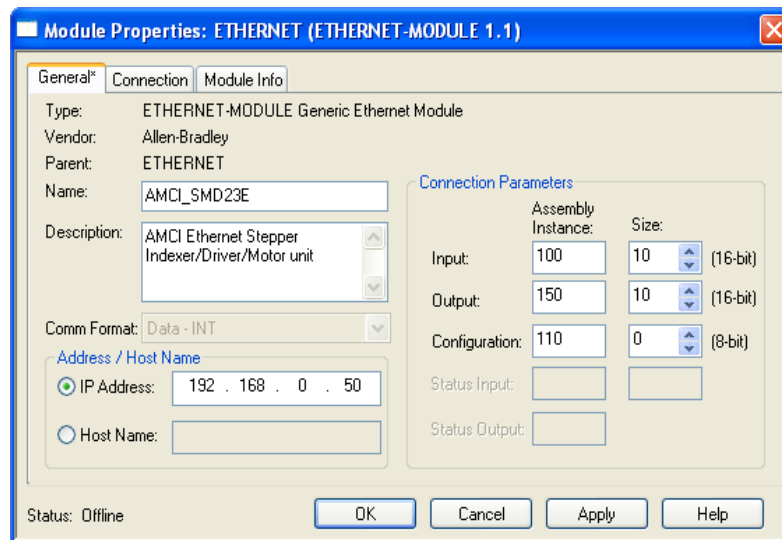 Module Properties: ETHERNET (ETHERNET-MODULE 1.1)
General* Connection Module Info
Type: ETHERNET-MODULE Generic Ethernet Module
Vendor: Allen-Bradley
Parent: ETHERNET
Name: AMCI_SMD23E
Description: AMCI Ethernet Stepper
Indexer/Driver/Motor unit
Comm Format: Data - INT
Address / Host Name
IP Address: 192 . 168 . 0 . 50
Host Name:
Connection Parameters
Assembly
Instance: Size:
Input: 100 10 (16-bit)
Output: 150 10 (16-bit)
Configuration: 110 0 (8-bit)
Status Input:
Status Output:
Status: Offline
OK Cancel Apply Help